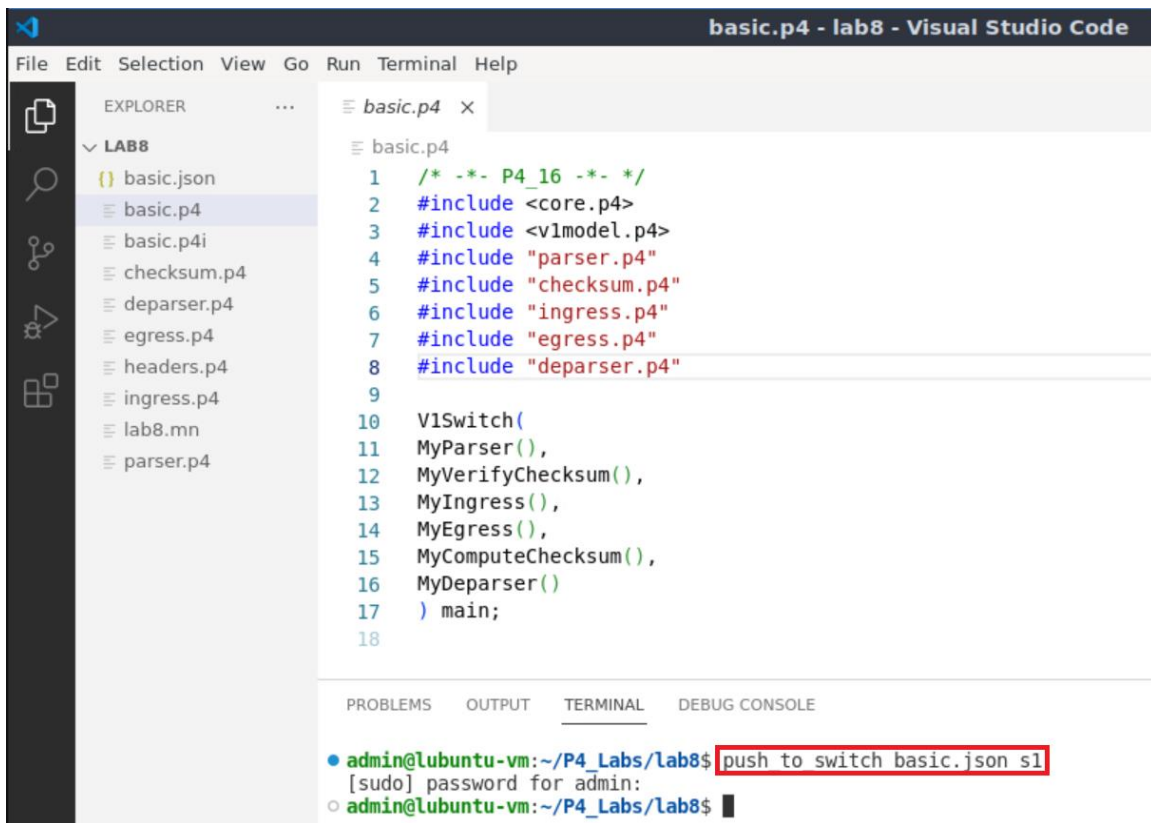 basic.p4 - lab8 - Visual Studio Code
File Edit Selection View Go Run Terminal Help
EXPLORER ...
LAB8
{} basic.json
basic.p4
basic.p4i
checksum.p4
deparser.p4
egress.p4
headers.p4
ingress.p4
lab8.mn
parser.p4
basic.p4 ×
basic.p4
1 /* -*- P4_16 -*- */
2 #include <core.p4>
3 #include <v1model.p4>
4 #include "parser.p4"
5 #include "checksum.p4"
6 #include "ingress.p4"
7 #include "egress.p4"
8 #include "deparser.p4"
9
10 V1Switch(
11 MyParser(),
12 MyVerifyChecksum(),
13 MyIngress(),
14 MyEgress(),
15 MyComputeChecksum(),
16 MyDeparser()
17 ) main;
18
PROBLEMS OUTPUT TERMINAL DEBUG CONSOLE
admin@lubuntu-vm:~/P4_Labs/lab8$ push_to_switch basic.json s1
[sudo] password for admin:
admin@lubuntu-vm:~/P4_Labs/lab8$